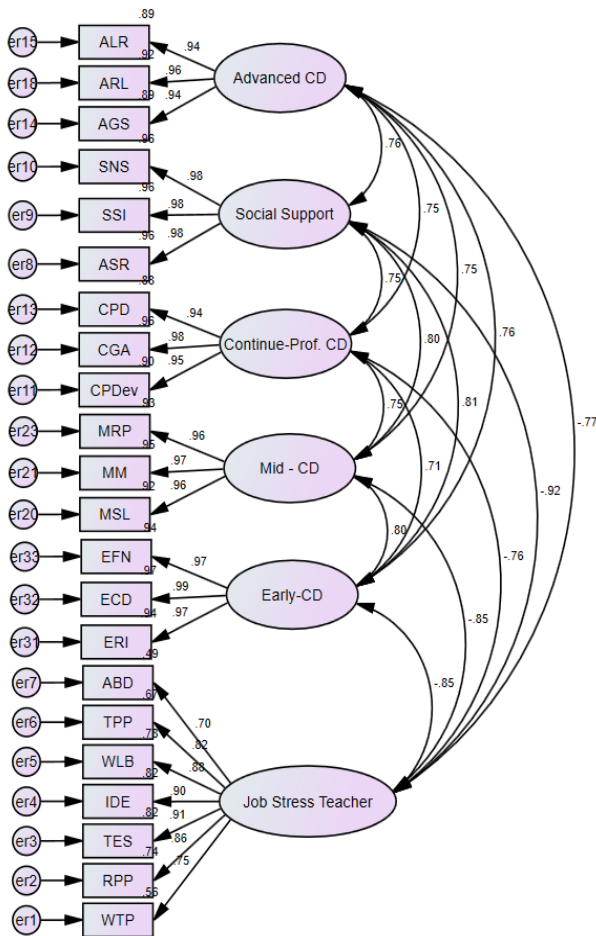 .89
er15 ALR .94
.92
er18 ARL .96 Advanced CD
.89 .94
er14 AGS
.96
er10 SNS .98 .76
.96
er9 SSI .98 Social Support .75
.96 .98
er8 ASR .75 .75
.88
er13 CPD .94 .80 .76
.96
er12 CGA .98 Continue-Prof. CD
.90 .95
er11 CPDev .75 .81 -.77
.93
er23 MRP .96 .71 -.92
.95
er21 MM .97 Mid - CD
.92 .96
er20 MSL .80
.94
er33 EFN .97 -.76
.97
er32 ECD .99 Early-CD
.94 .97
er31 ERI -.85
.49
er7 ABD -.85
.67 .70
er6 TPP .82
.78
er5 WLB .88
.82
er4 IDE .90 Job Stress Teacher
.82 .91
er3 TES .86
.74
er2 RPP .75
.56
er1 WTP